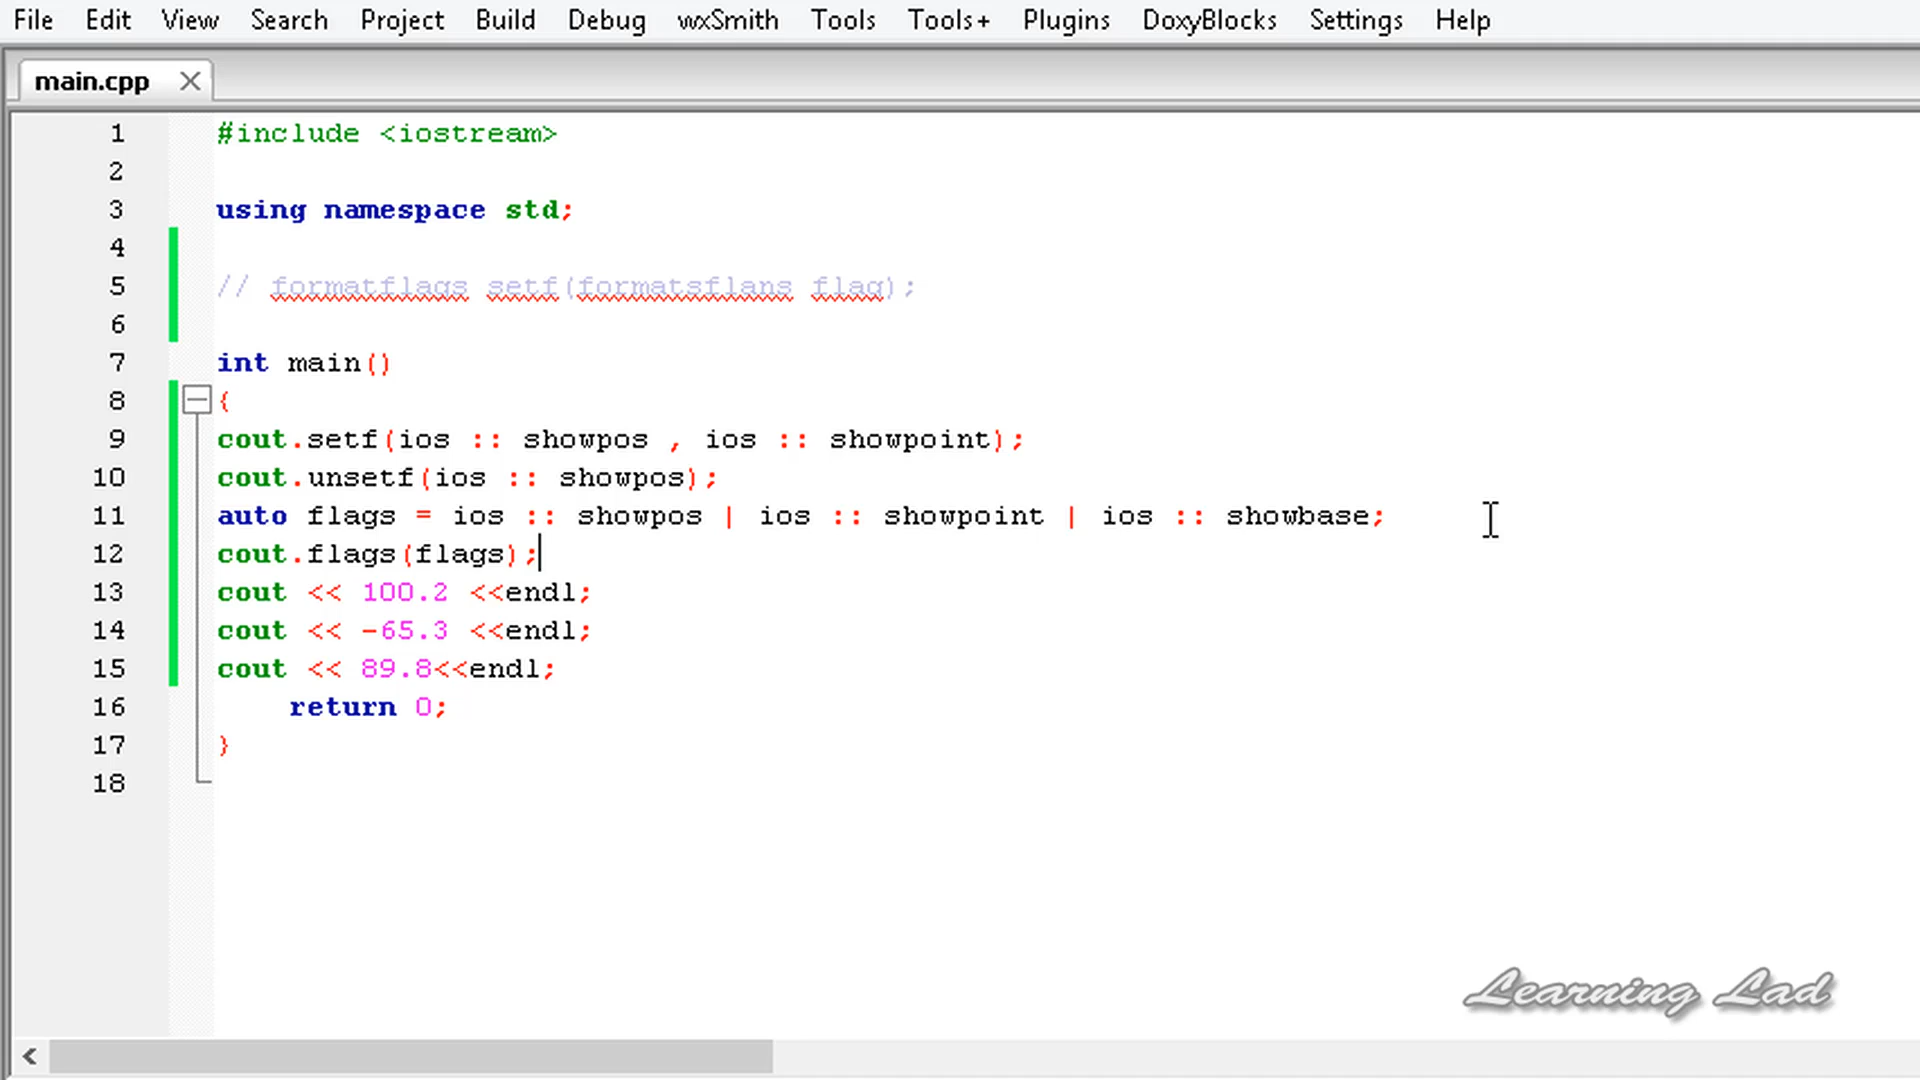 File Edit View Search Project Build Debug wxSmith Tools Tools+ Plugins DoxyBlocks Settings Help
main.cpp
1 #include <iostream>
2
3 using namespace std;
4
5 // formatflags setf(formatsflans flag);
6
7 int main()
8 {
9 cout.setf(ios :: showpos , ios :: showpoint);
10 cout.unsetf(ios :: showpos);
11 auto flags = ios :: showpos | ios :: showpoint | ios :: showbase;
12 cout.flags(flags);
13 cout << 100.2 <<endl;
14 cout << -65.3 <<endl;
15 cout << 89.8<<endl;
16 return 0;
17 }
18
Learning Lad